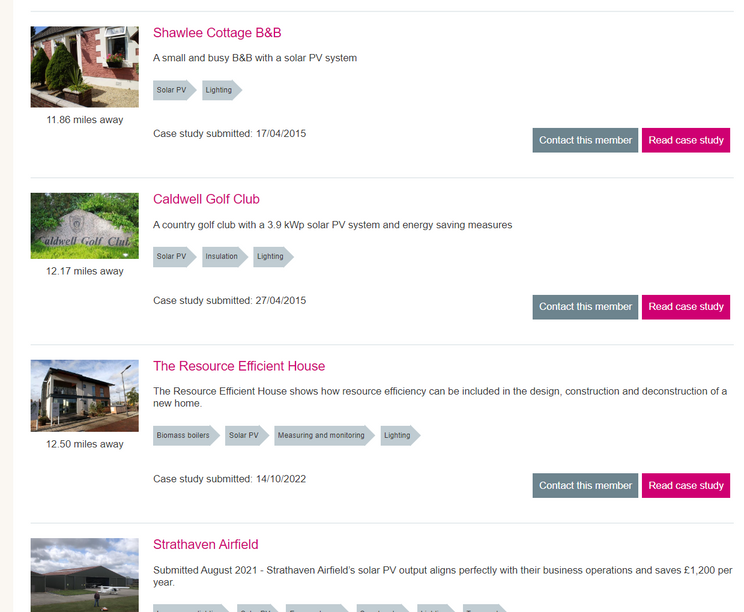 Shawlee Cottage B&B
A small and busy B&B with a solar PV system
Solar PV
Lighting
11.86 miles away
Case study submitted: 17/04/2015
Contact this member
Read case study
Caldwell Golf Club
A country golf club with a 3.9 kWp solar PV system and energy saving measures
aldwell Golf Club
Solar PV
Insulation
Lighting
12.17 miles away
Case study submitted: 27/04/2015
Contact this member
Read case study
The Resource Efficient House
The Resource Efficient House shows how resource efficiency can be included in the design, construction and deconstruction of a
new home.
Biomass boilers
Solar PV
Measuring and monitoring
Lighting
12.50 miles away
Case study submitted: 14/10/2022
Contact this member
Read case study
Strathaven Airfield
Submitted August 2021 - Strathaven Airfield's solar PV output aligns perfectly with their business operations and saves £1,200 per
year.